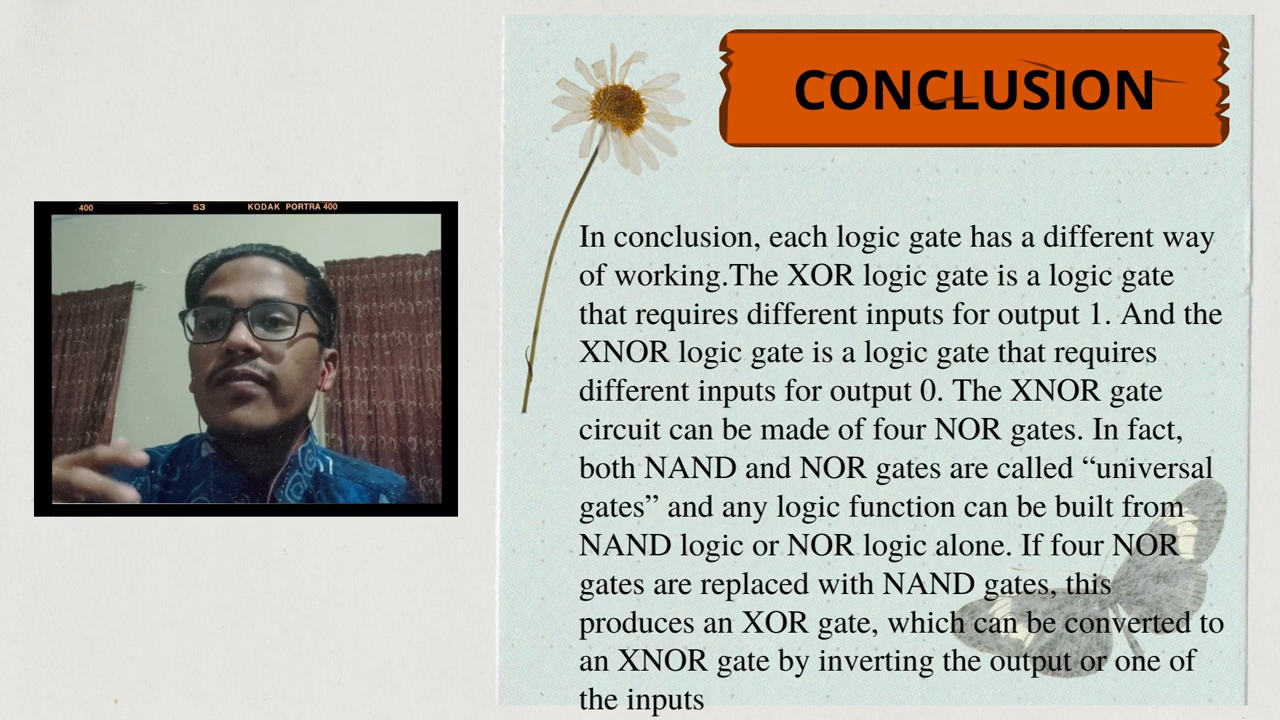 CONCLUSION
400 53 KODAK PORTRA 400
In conclusion, each logic gate has a different way
of working.The XOR logic gate is a logic gate
that requires different inputs for output 1. And the
XNOR logic gate is a logic gate that requires
different inputs for output 0. The XNOR gate
circuit can be made of four NOR gates. In fact,
both NAND and NOR gates are called “universal
gates” and any logic function can be built from
NAND logic or NOR logic alone. If four NOR
gates are replaced with NAND gates, this
produces an XOR gate, which can be converted to
an XNOR gate by inverting the output or one of
the inputs